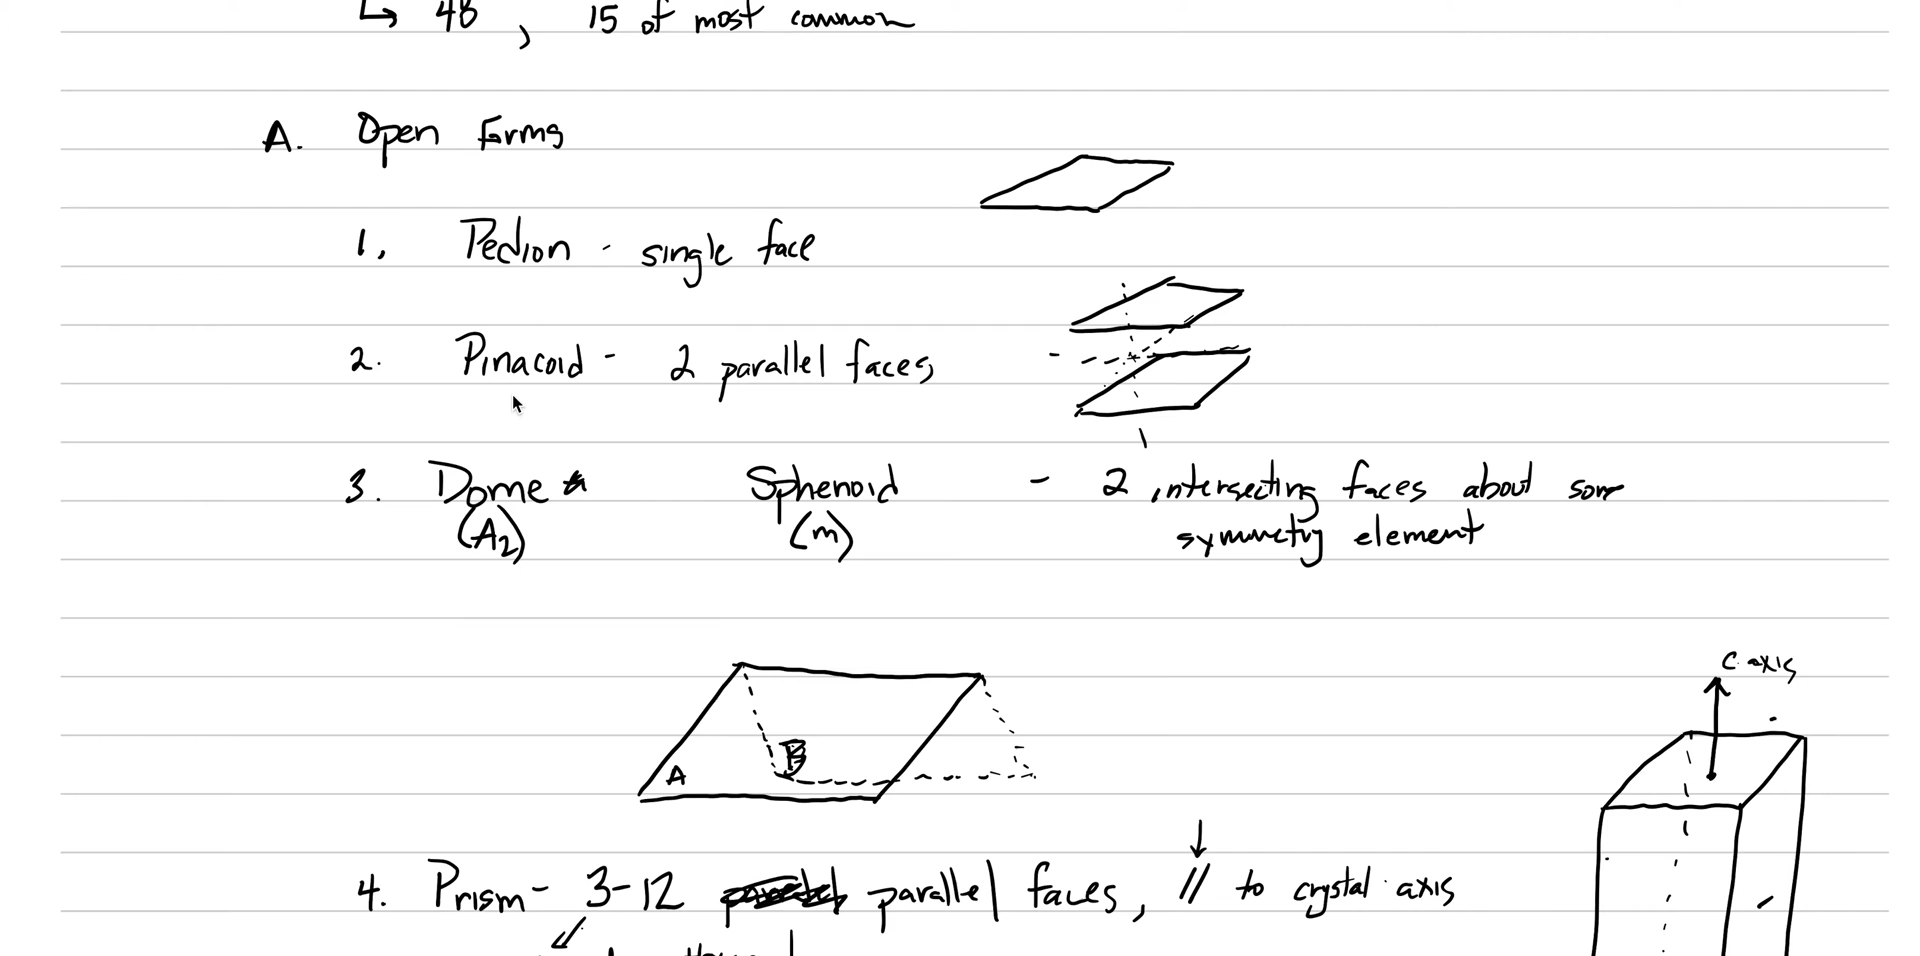 ↳ 48, 15 of most common
A. Open Forms
1. Pedion - single face
2. Pinacoid - 2 parallel faces
3. Dome Sphenoid - 2 intersecting faces about some
(A2) (m) symmetry element
C axis
A B
4. Prism - 3-12 parallel faces, // to crystal axis